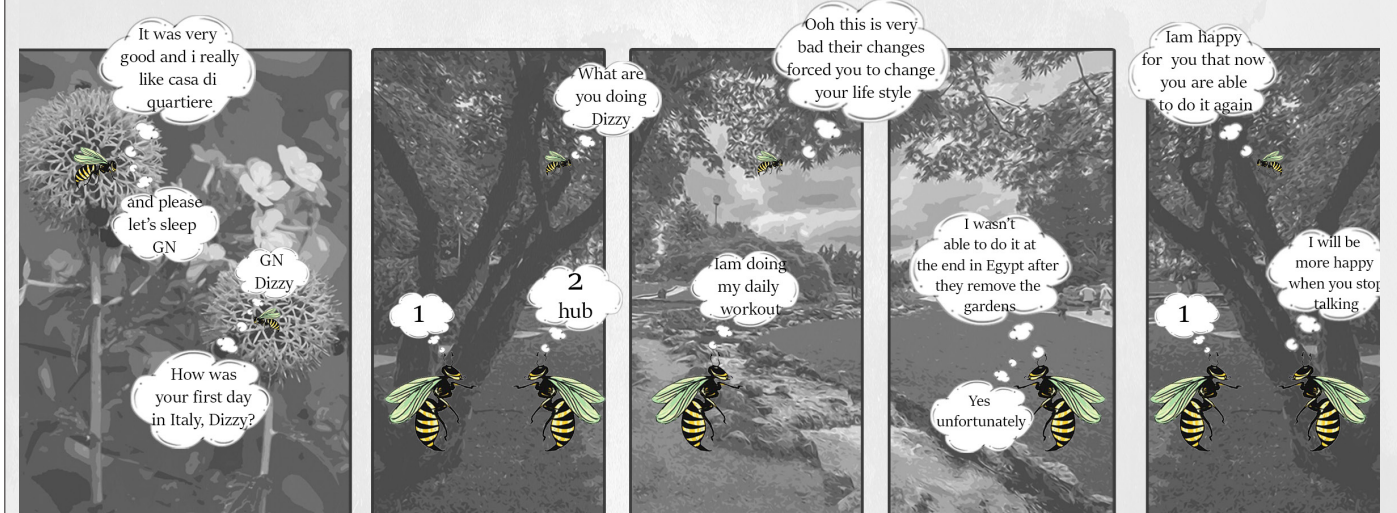 It was very
good and i really
like casa di
quartiere
and please
let's sleep
GN
GN
Dizzy
How was
your first day
in Italy, Dizzy?
What are
you doing
Dizzy
1
2
hub
Ooh this is very
bad their changes
forced you to change
your life style
Iam doing
my daily
workout
I wasn't
able to do it at
the end in Egypt after
they remove the
gardens
Yes
unfortunately
Iam happy
for you that now
you are able
to do it again
1
I will be
more happy
when you stop
talking